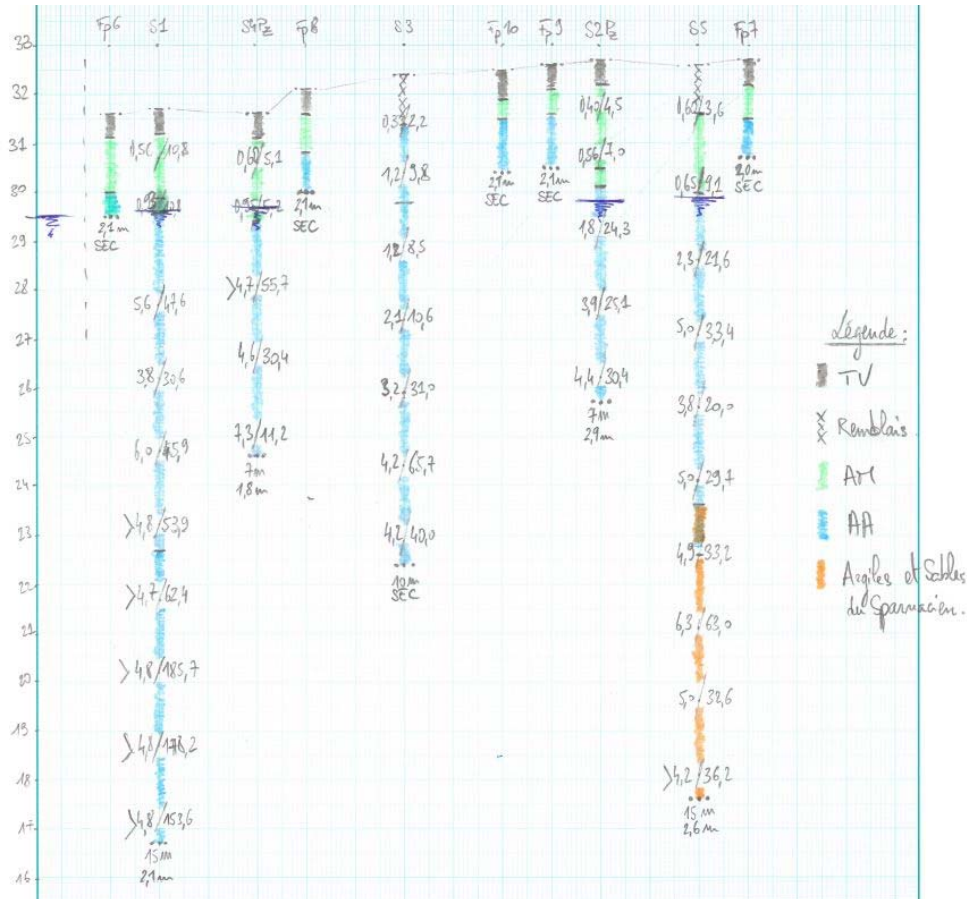 Fp6 S1 S4Pz Fp8 S3 Fp10 Fp9 S2Pz S5 Fp7
33
32
31
30
29
28
27
26
25
24
23
22
21
20
19
18
17
16
2,1m
SEC
0,56/10,8
5,6/47,6
3,8/30,6
6,0/45,9
>4,8/53,9
>4,7/62,4
>4,8/185,7
>4,8/178,2
>4,8/153,6
15m
2,1m
0,62/5,1
0,95/5,2
>4,7/55,7
4,6/30,4
7,3/11,2
7m
1,8m
2,1m
SEC
0,3/2,2
1,2/9,8
1,2/8,5
2,1/10,6
3,2/31,0
4,2/65,7
4,2/40,0
10m
SEC
2,1m
SEC
2,1m
SEC
0,40/4,5
0,56/7,0
1,8/24,3
3,9/25,1
4,4/30,4
7m
2,9m
0,62/3,6
0,65/9,1
2,3/21,6
5,0/33,4
3,8/20,0
5,0/29,7
4,9/33,2
6,3/63,0
5,0/32,6
>4,2/36,2
15m
2,6m
2,0m
SEC
Légende :
TV
Remblais
AM
AA
Argiles et Sables
du Sparnacien.